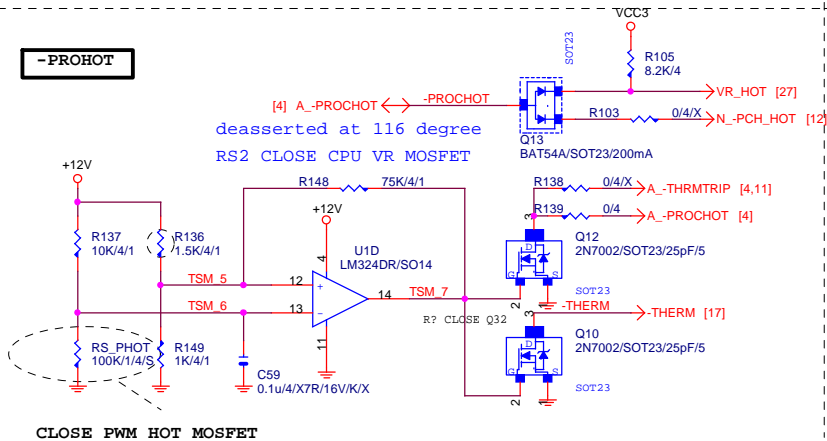 VCC3
-PROHOT
SOT23
R105
8.2K/4
[4] A_-PROCHOT
-PROCHOT
VR_HOT [27]
R103
0/4/X
N_-PCH_HOT [12]
deasserted at 116 degree
Q13
BAT54A/SOT23/200mA
RS2 CLOSE CPU VR MOSFET
+12V
R148
75K/4/1
R138
0/4/X
A_-THRMTRIP [4,11]
+12V
R139
0/4
A_-PROCHOT [4]
R137
10K/4/1
R136
1.5K/4/1
U1D
LM324DR/SO14
3
D
G
S
Q12
2N7002/SOT23/25pF/5
4
TSM_5
12
+
14
TSM_7
SOT23
2
1
TSM_6
13
-
R? CLOSE Q32
-THERM
3
-THERM [17]
11
D
G
S
Q10
2N7002/SOT23/25pF/5
RS_PHOT
100K/1/4/S
R149
1K/4/1
C59
0.1u/4/X7R/16V/K/X
SOT23
2
1
CLOSE PWM HOT MOSFET